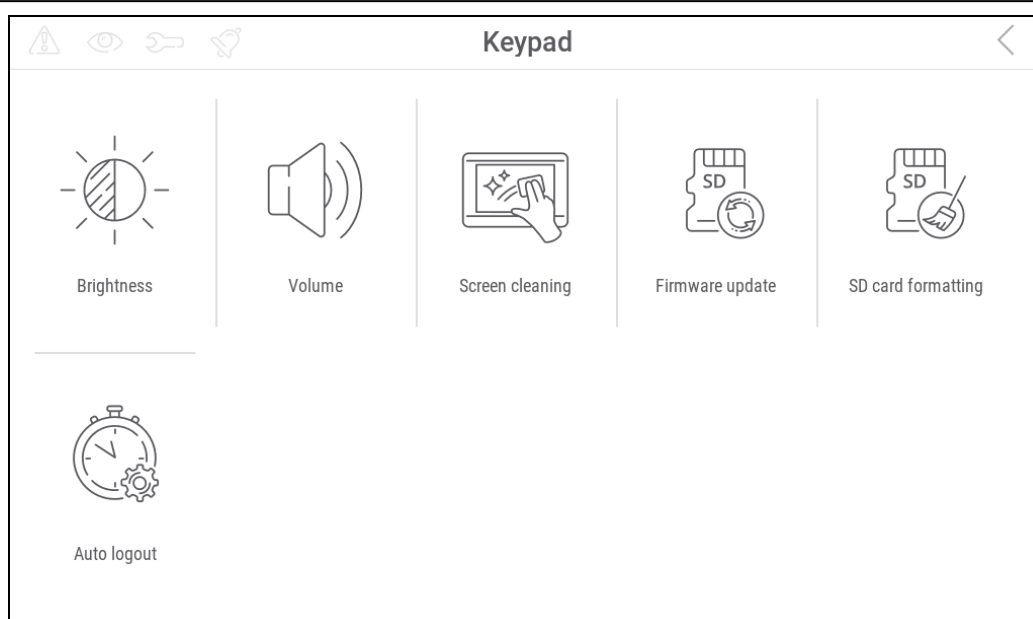 Keypad
Brightness
Volume
Screen cleaning
SD
Firmware update
SD
SD card formatting
Auto logout